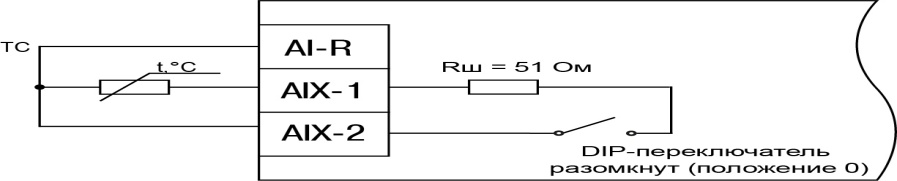 ТС
AI-R
t,°C
AIX-1
AIX-2
Rш = 51 Ом
DIP-переключатель
разомкнут (положение 0)